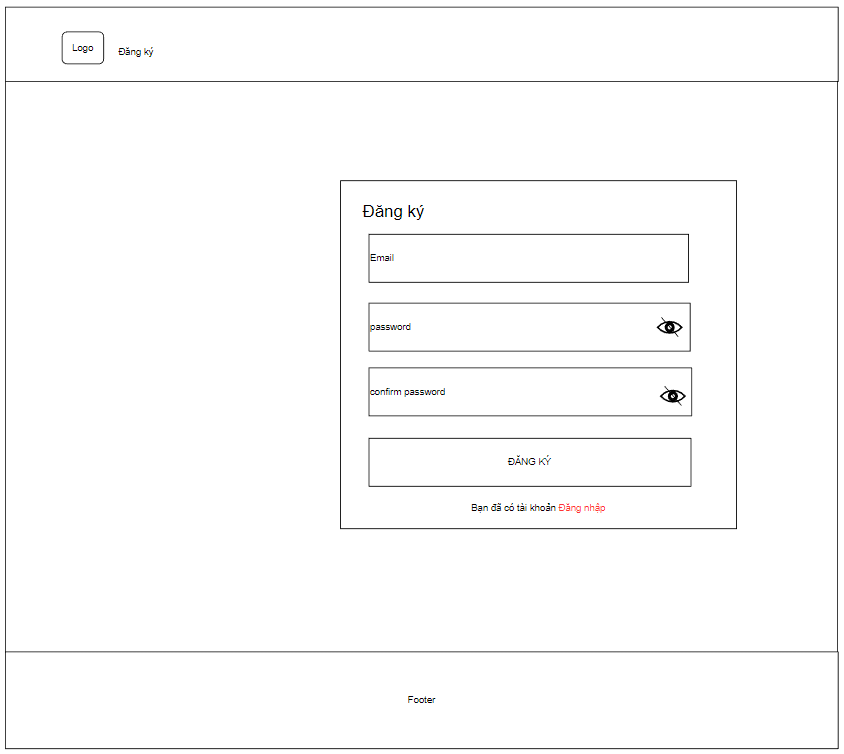 Logo
Đăng ký
Đăng ký
Email
password
confirm password
ĐĂNG KÝ
Bạn đã có tài khoản Đăng nhập
Footer